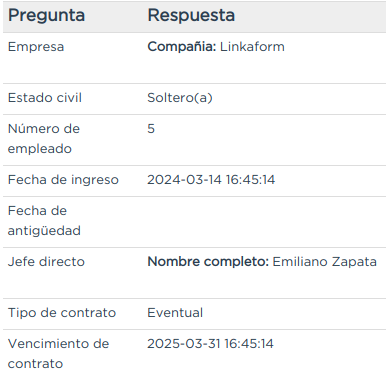 Pregunta Respuesta
Empresa Compañia: Linkaform
Estado civil Soltero(a)
Número de 5
empleado
Fecha de ingreso 2024-03-14 16:45:14
Fecha de
antigüedad
Jefe directo Nombre completo: Emiliano Zapata
Tipo de contrato Eventual
Vencimiento de 2025-03-31 16:45:14
contrato